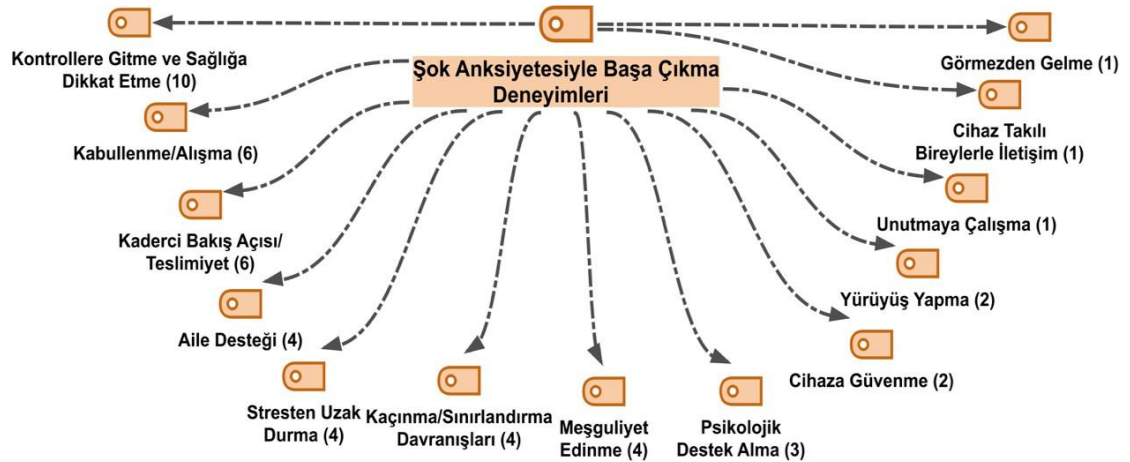 Şok Anksiyetesiyle Başa Çıkma
Deneyimleri
Kontrollere Gitme ve Sağlığa
Dikkat Etme (10)
Kabullenme/Alışma (6)
Kaderci Bakış Açısı/
Teslimiyet (6)
Aile Desteği (4)
Stresten Uzak
Durma (4)
Kaçınma/Sınırlandırma
Davranışları (4)
Meşguliyet
Edinme (4)
Psikolojik
Destek Alma (3)
Cihaza Güvenme (2)
Yürüyüş Yapma (2)
Unutmaya Çalışma (1)
Cihaz Takılı
Bireylerle İletişim (1)
Görmezden Gelme (1)